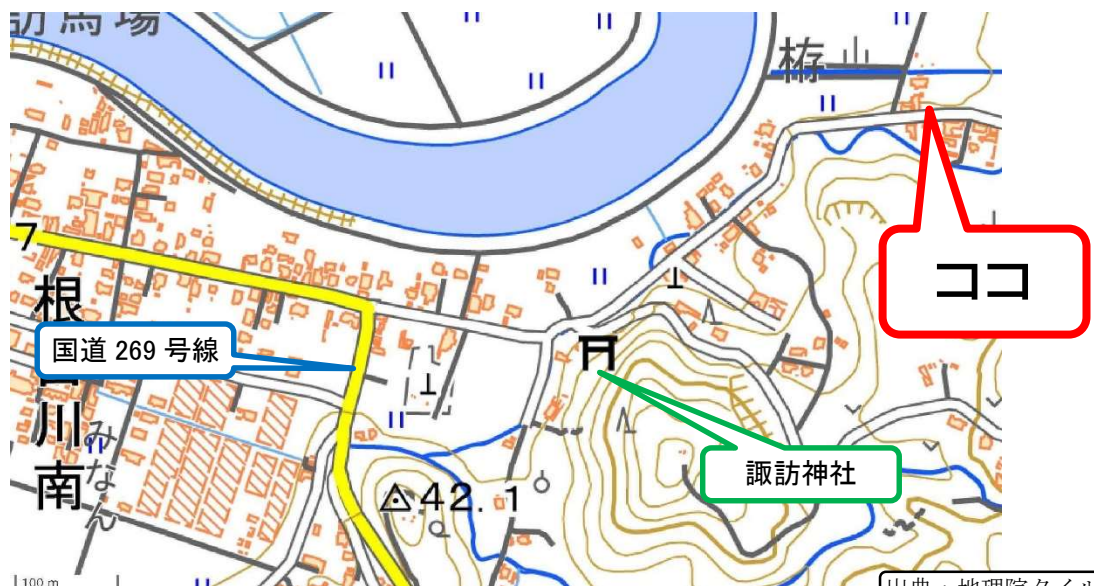 訪馬場
栫山
7
根
川
南
みなん
国道 269 号線
ココ
諏訪神社
42.1
100 m
出典：地理院タイル